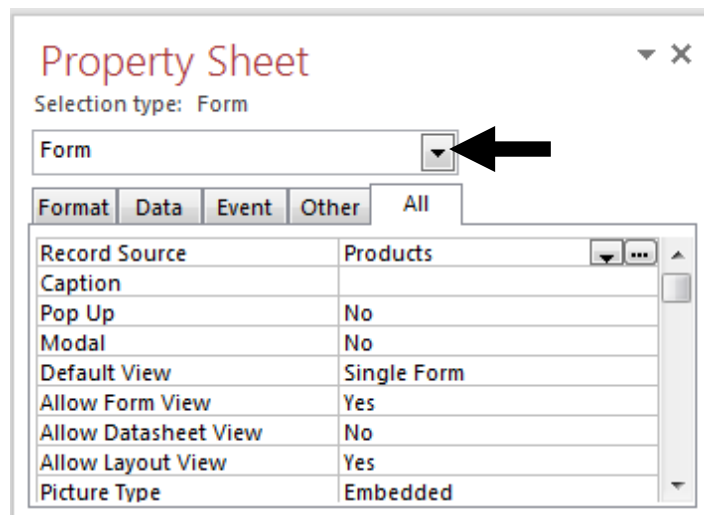 Property Sheet
Selection type: Form
Form
Format Data Event Other All
Record Source Products
Caption
Pop Up No
Modal No
Default View Single Form
Allow Form View Yes
Allow Datasheet View No
Allow Layout View Yes
Picture Type Embedded